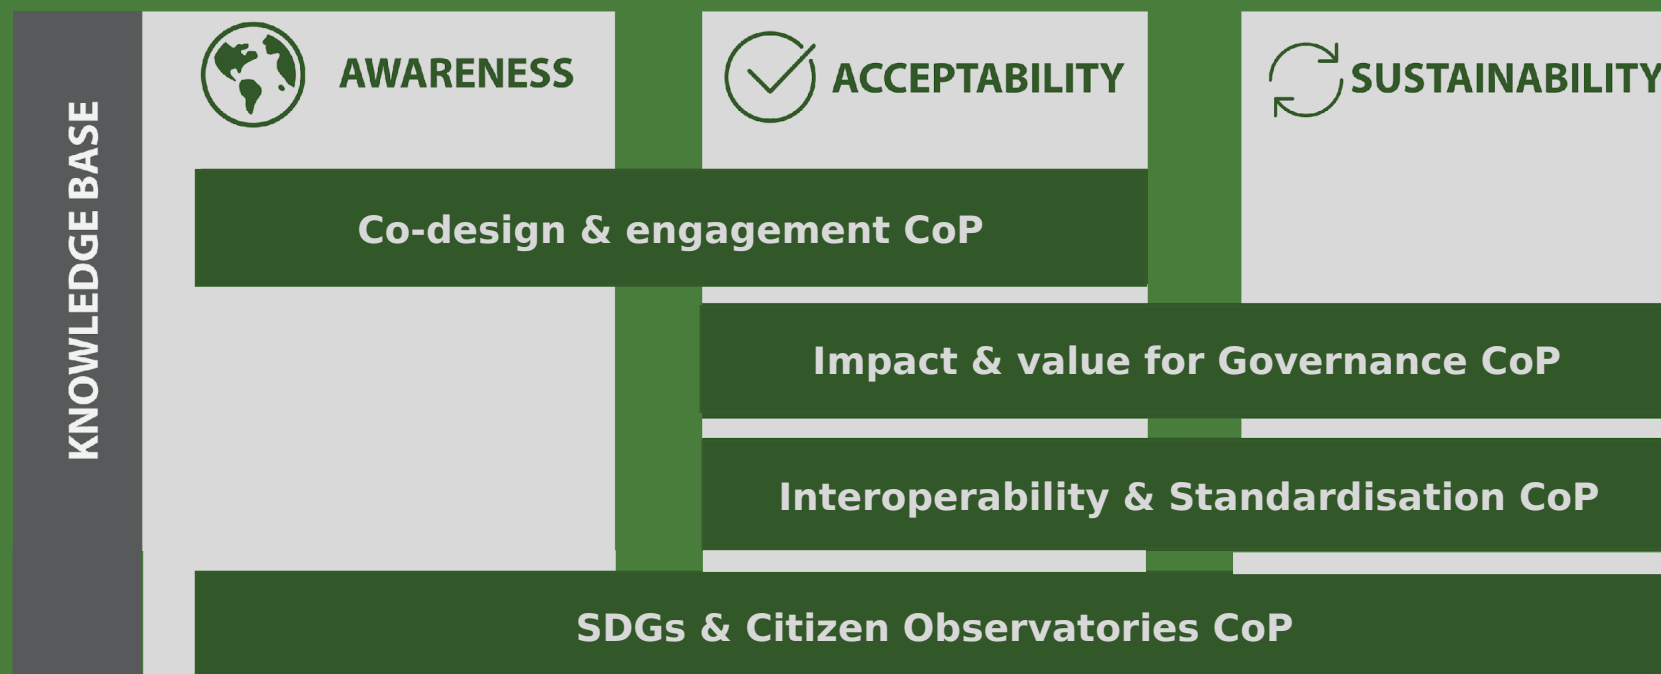 KNOWLEDGE BASE
AWARENESS
ACCEPTABILITY
SUSTAINABILITY
Co-design & engagement CoP
Impact & value for Governance CoP
Interoperability & Standardisation CoP
SDGs & Citizen Observatories CoP